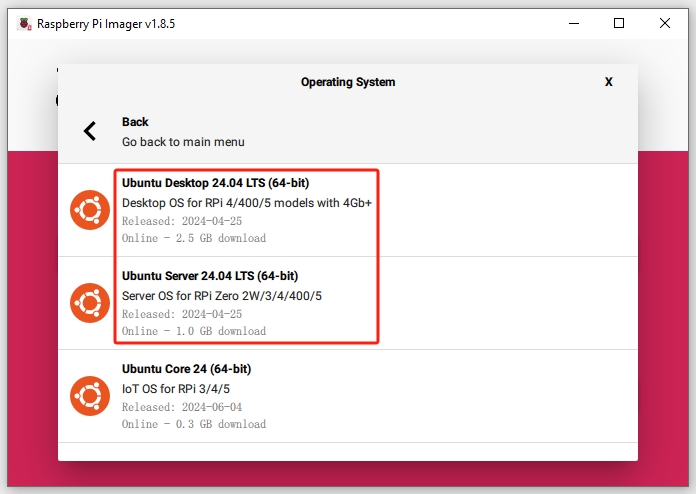 Raspberry Pi Imager v1.8.5
Operating System
X
Back
Go back to main menu
Ubuntu Desktop 24.04 LTS (64-bit)
Desktop OS for RPi 4/400/5 models with 4Gb+
Released: 2024-04-25
Online - 2.5 GB download
Ubuntu Server 24.04 LTS (64-bit)
Server OS for RPi Zero 2W/3/4/400/5
Released: 2024-04-25
Online - 1.0 GB download
Ubuntu Core 24 (64-bit)
IoT OS for RPi 3/4/5
Released: 2024-06-04
Online - 0.3 GB download